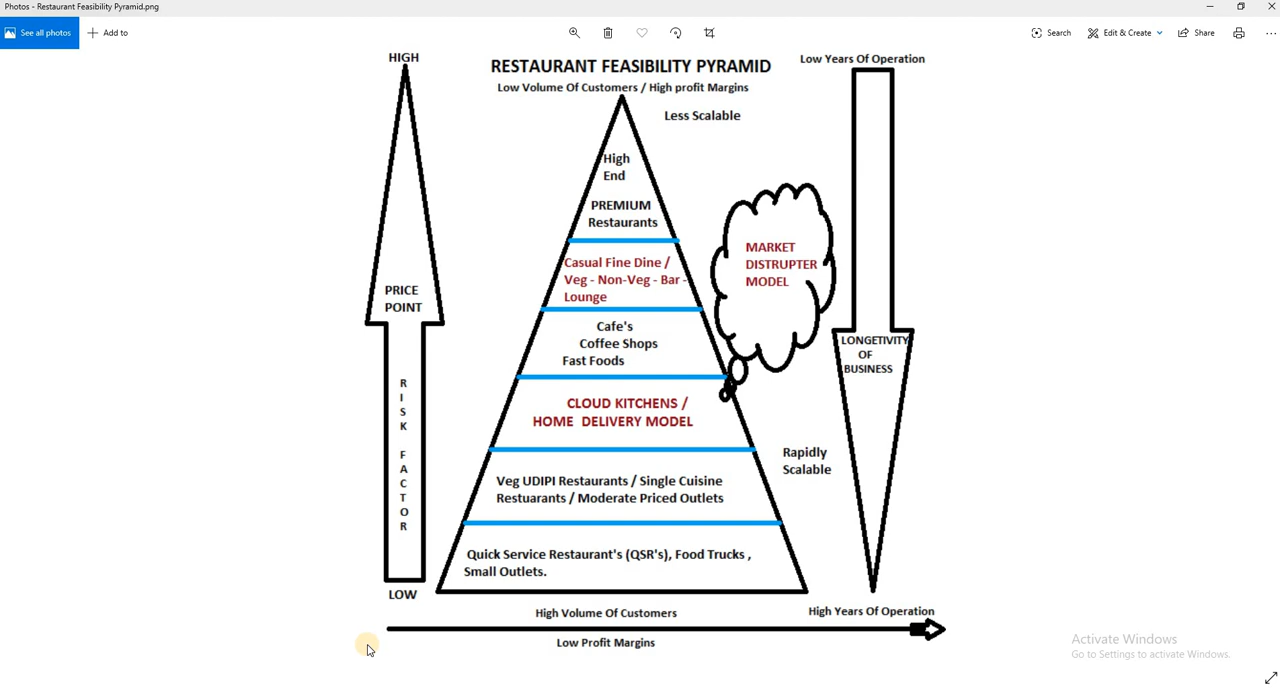 Photos - Restaurant Feasibility Pyramid.png
See all photos
Add to
Search
Edit & Create
Share
HIGH
RESTAURANT FEASIBILITY PYRAMID
Low Years Of Operation
Low Volume Of Customers / High profit Margins
Less Scalable
High
End
PREMIUM
Restaurants
MARKET
DISTRUPTER
MODEL
Casual Fine Dine /
Veg - Non-Veg - Bar -
Lounge
PRICE
POINT
Cafe's
Coffee Shops
Fast Foods
LONGETIVITY
OF
BUSINESS
RISK FACTOR
CLOUD KITCHENS /
HOME DELIVERY MODEL
Rapidly
Scalable
Veg UDIPI Restaurants / Single Cuisine
Restuarants / Moderate Priced Outlets
Quick Service Restaurant's (QSR's), Food Trucks ,
Small Outlets.
LOW
High Volume Of Customers
High Years Of Operation
Low Profit Margins
Activate Windows
Go to Settings to activate Windows.